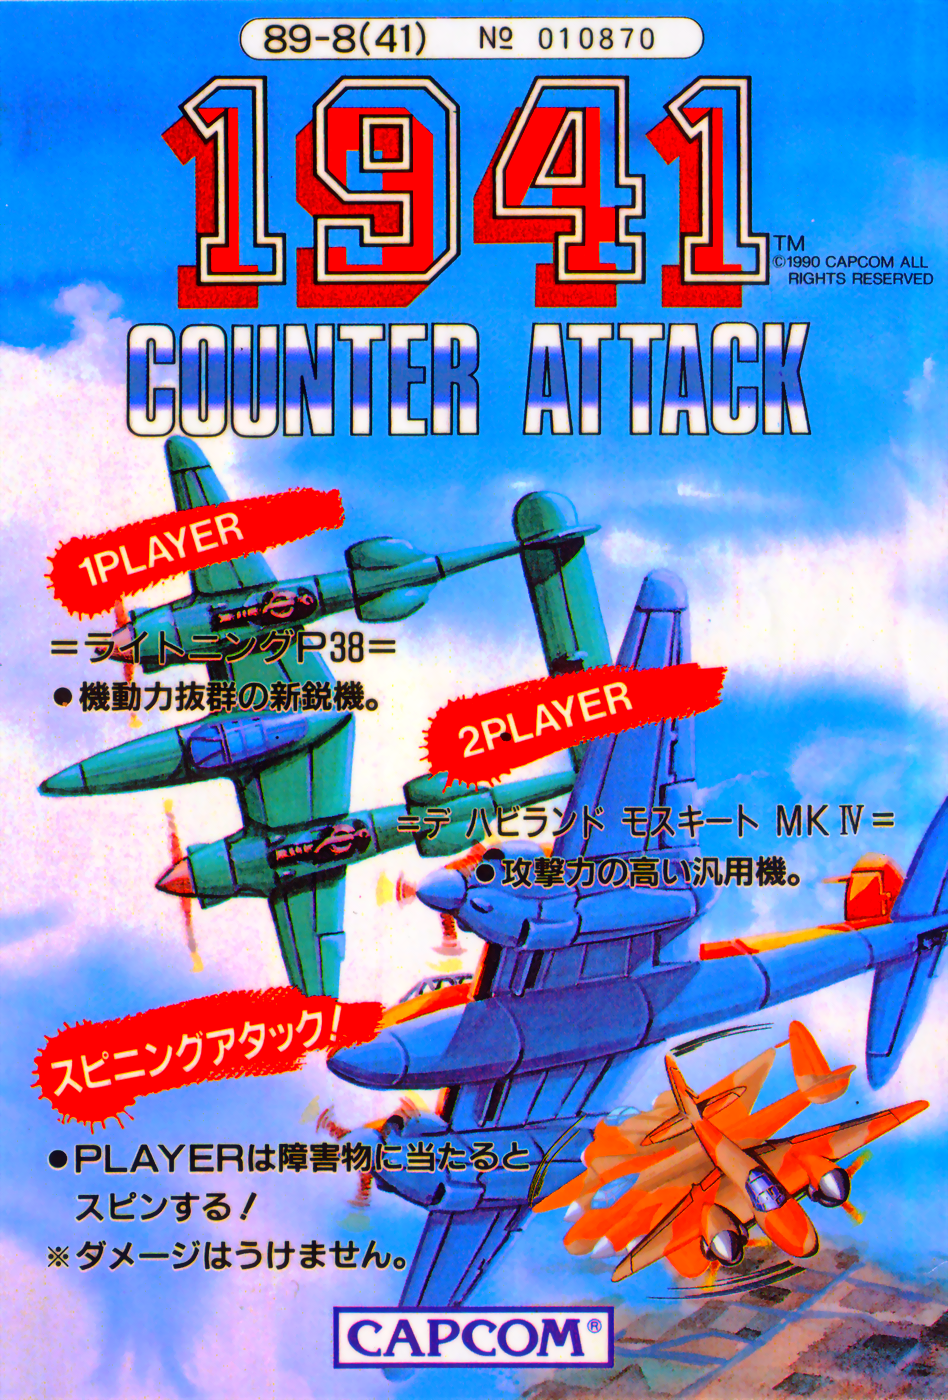 89-8(41) Nº 010870
1941
TM
©1990 CAPCOM ALL
RIGHTS RESERVED
COUNTER ATTACK
1PLAYER
=ライトニングP38=
●機動力抜群の新鋭機。
2PLAYER
=デ ハビランド モスキート MK Ⅳ=
●攻撃力の高い汎用機。
スピニングアタック!
●PLAYERは障害物に当たると
スピンする!
※ダメージはうけません。
CAPCOM®